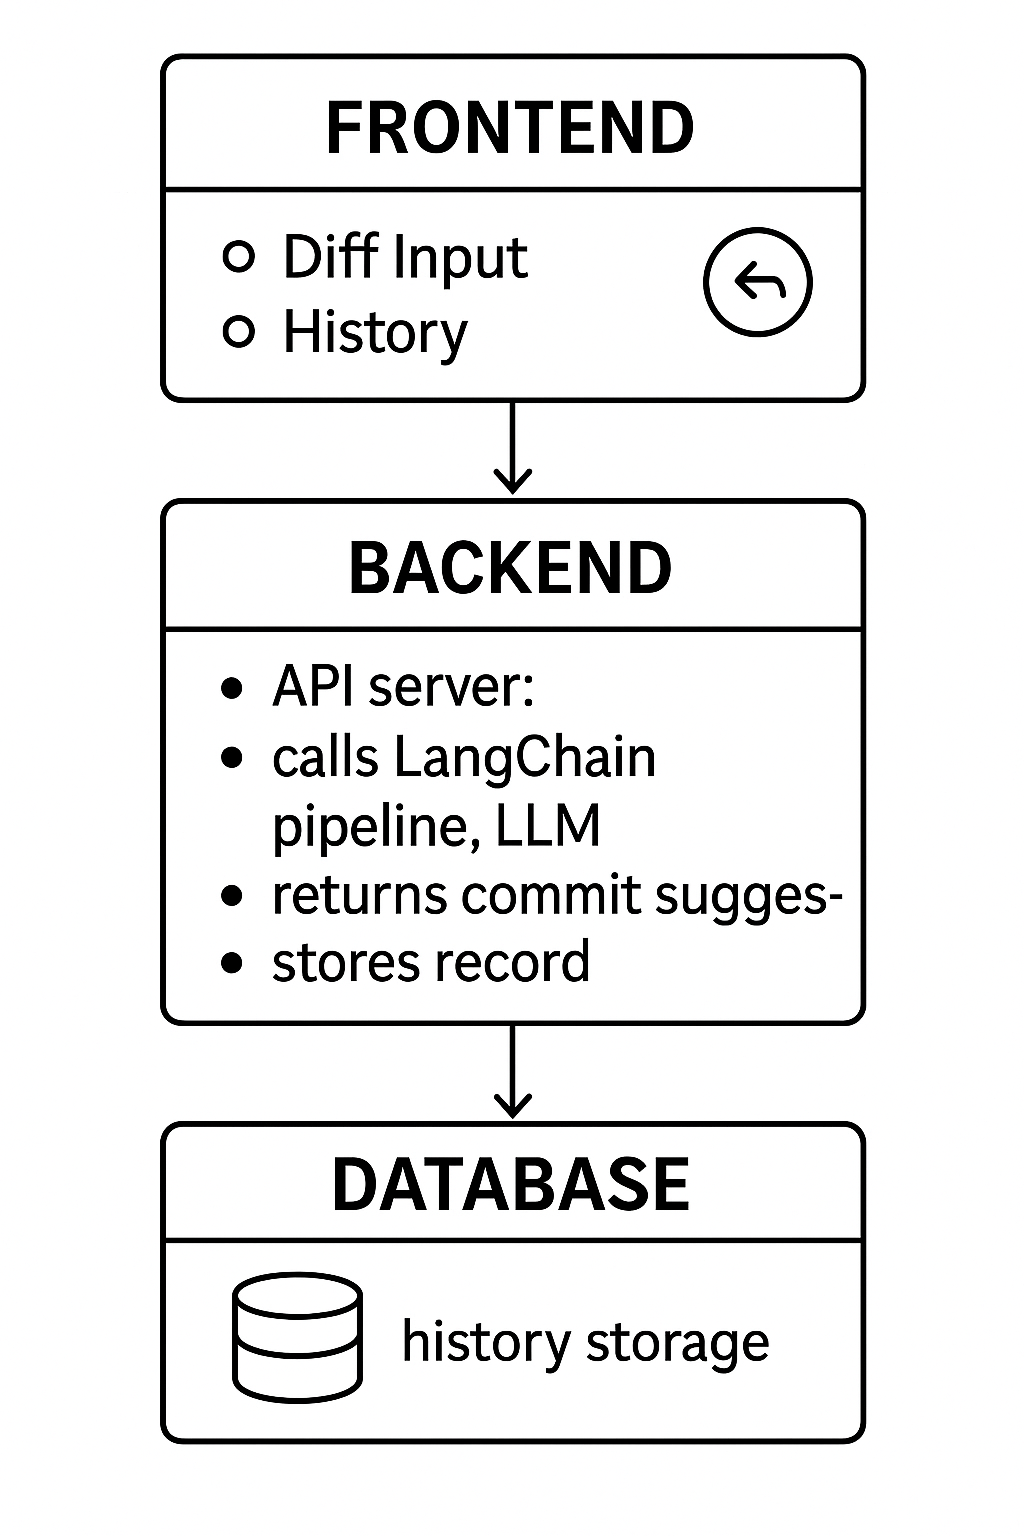 FRONTEND
Diff Input
History
BACKEND
API server:
calls LangChain
pipeline, LLM
returns commit sugges-
stores record
DATABASE
history storage